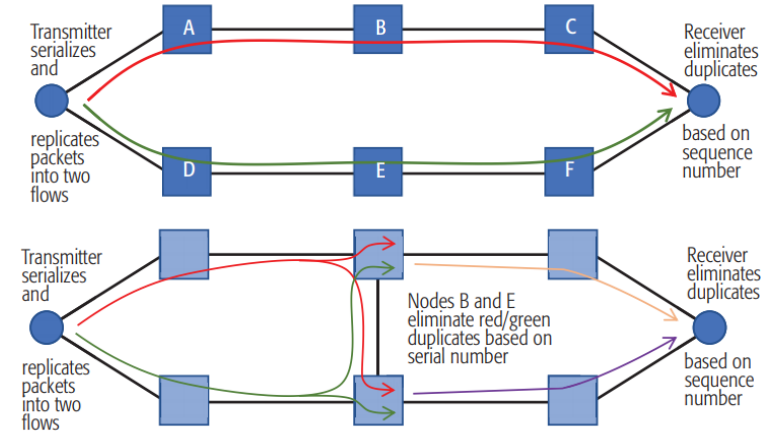 Transmitter
serializes
and
replicates
packets
into two
flows
A
B
C
D
E
F
Receiver
eliminates
duplicates
based on
sequence
number
Transmitter
serializes
and
replicates
packets
into two
flows
Nodes B and E
eliminate red/green
duplicates based on
serial number
Receiver
eliminates
duplicates
based on
sequence
number